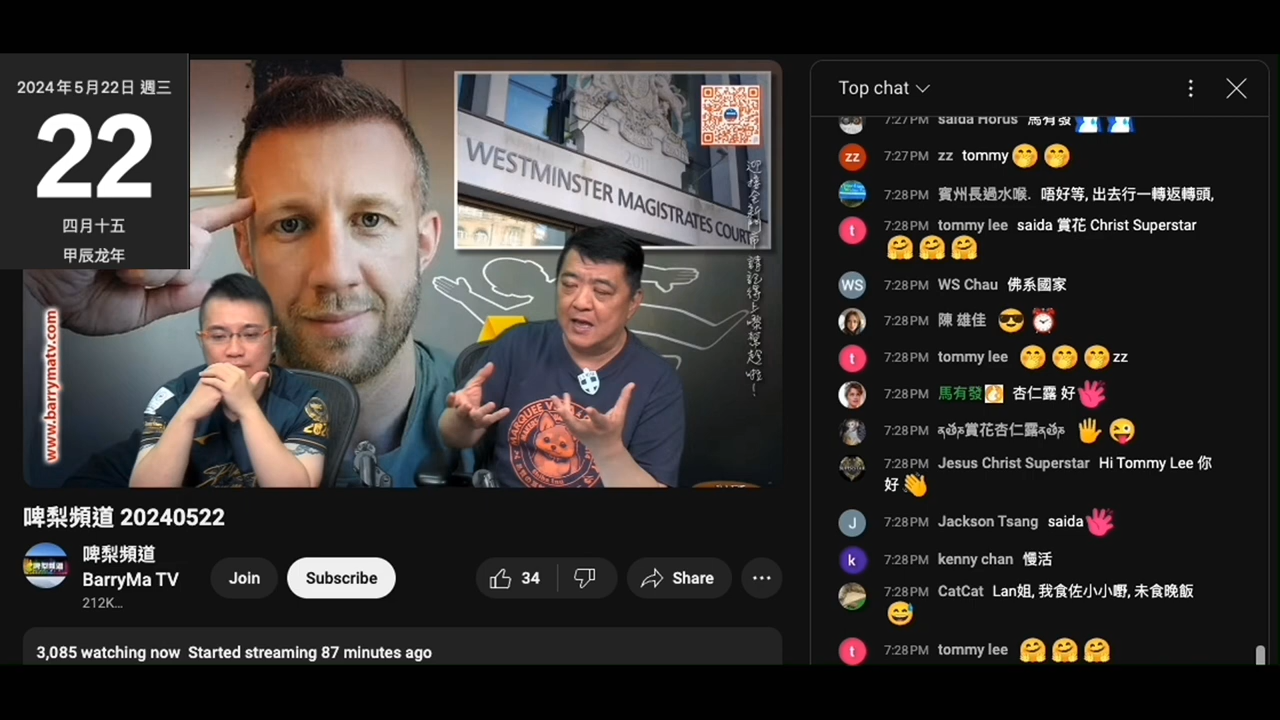 2024年5月22日 週三
22
四月十五
甲辰龙年
WESTMINSTER MAGISTRATES COURT
2011
www.barrymatv.com
啤梨頻道 20240522
啤梨頻道
BarryMa TV
212K...
Join
Subscribe
34
Share
3,085 watching now Started streaming 87 minutes ago
Top chat
7:27PM saida Horus 馬有發
7:27PM zz tommy
7:28PM 賓州長過水喉. 唔好等, 出去行一轉返轉頭,
7:28PM tommy lee saida 賞花 Christ Superstar
7:28PM WS Chau 佛系國家
7:28PM 陳 雄佳
7:28PM tommy lee zz
7:28PM 馬有發 杏仁露 好
7:28PM 賞花杏仁露
7:28PM Jesus Christ Superstar Hi Tommy Lee 你
好
7:28PM Jackson Tsang saida
7:28PM kenny chan 慢活
7:28PM CatCat Lan姐, 我食佐小小嘢, 未食晚飯
7:28PM tommy lee